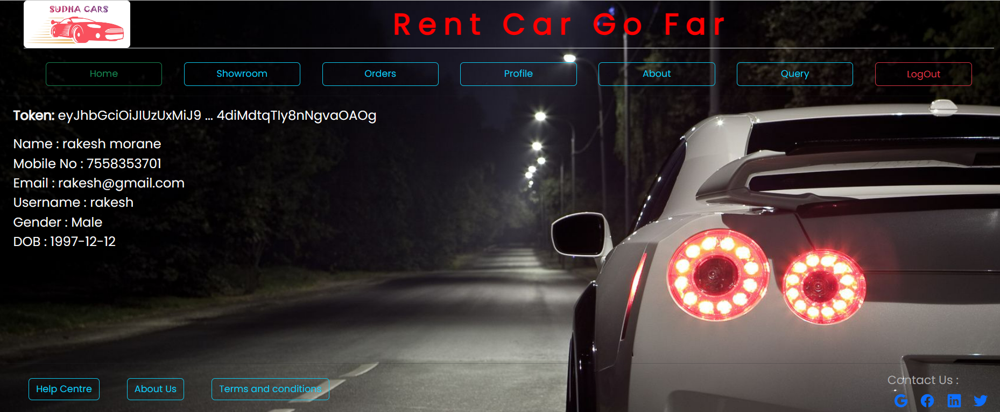 SUDHA CARS
Rent Car Go Far
Home Showroom Orders Profile About Query LogOut
Token: eyJhbGciOiJIUzUxMiJ9 ... 4diMdtqTIy8nNgvaOAOg
Name : rakesh morane
Mobile No : 7558353701
Email : rakesh@gmail.com
Username : rakesh
Gender : Male
DOB : 1997-12-12
Help Centre About Us Terms and conditions
Contact Us :